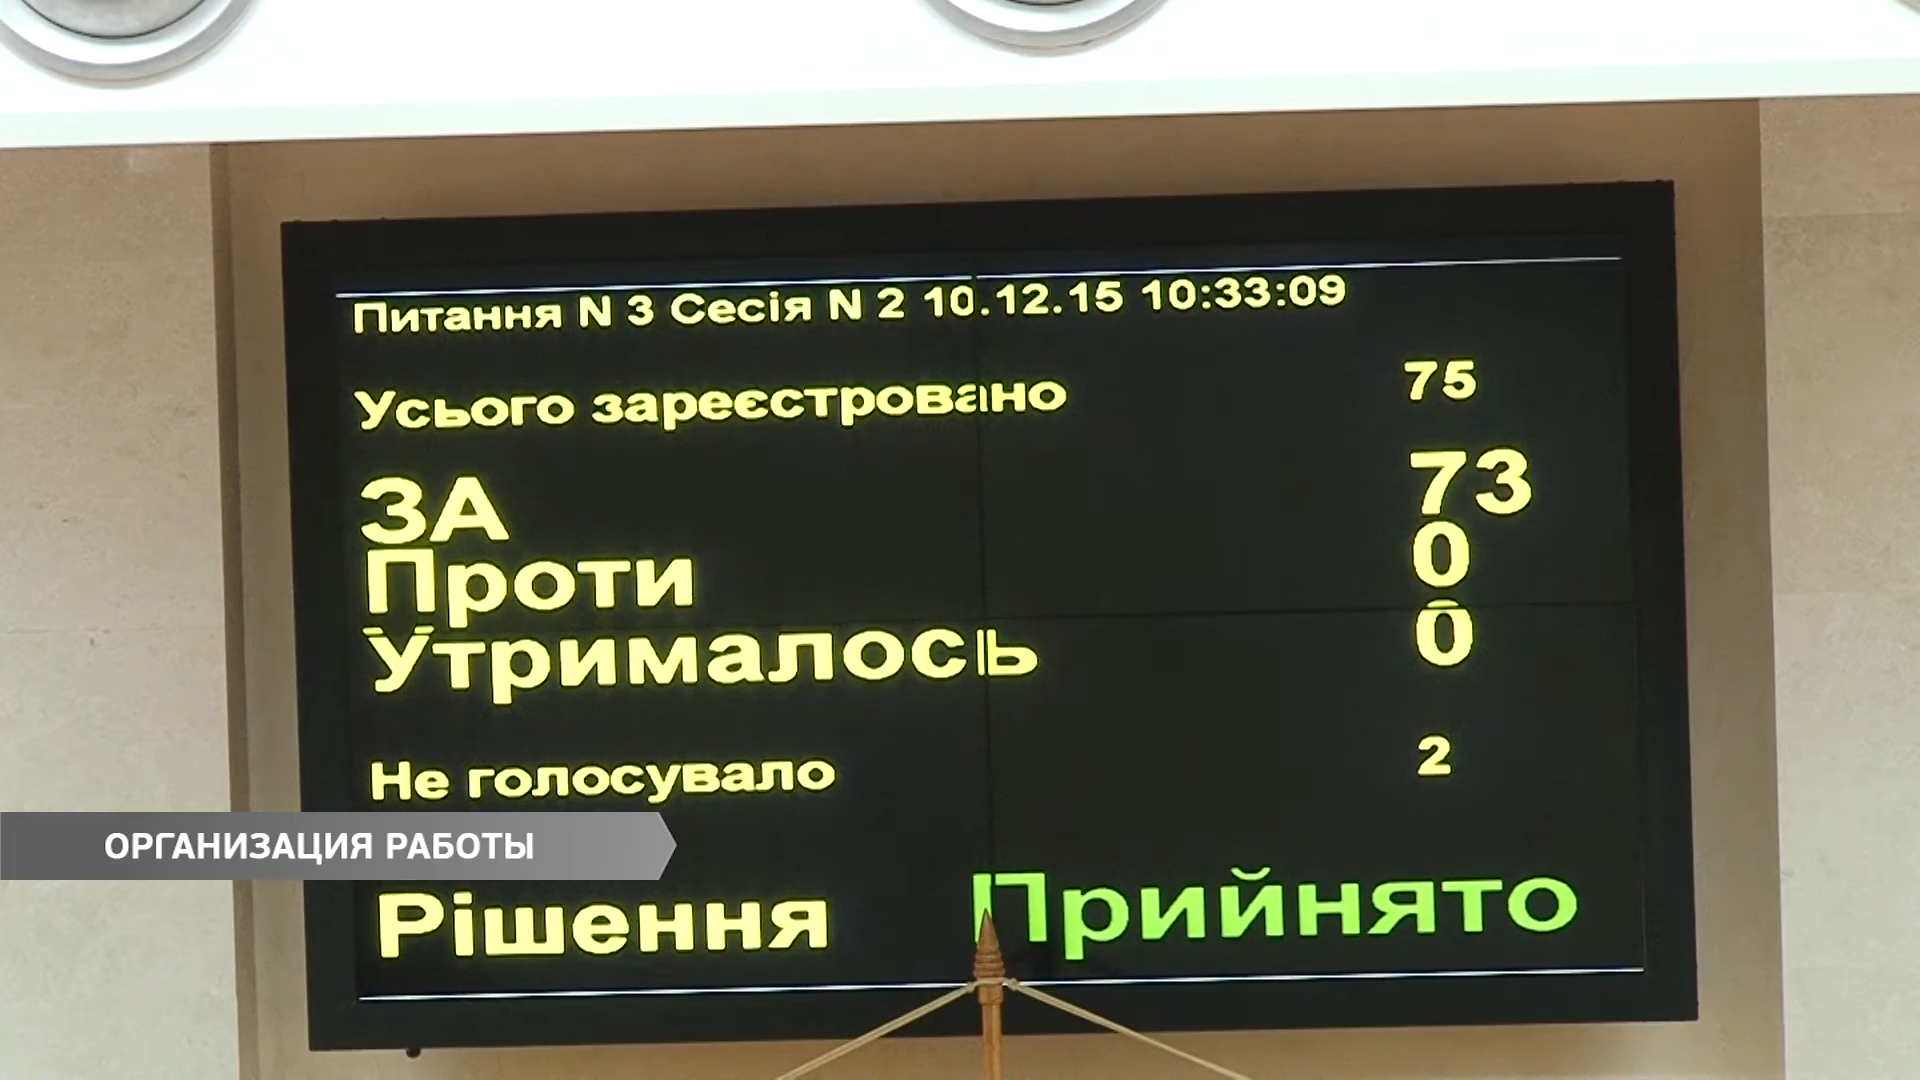 Питання N 3 Сесія N 2 10.12.15 10:33:09
Усього зареєстровано 75
ЗА 73
Проти 0
Утрималось 0
Не голосувало 2
ОРГАНИЗАЦИЯ РАБОТЫ
Рішення Прийнято